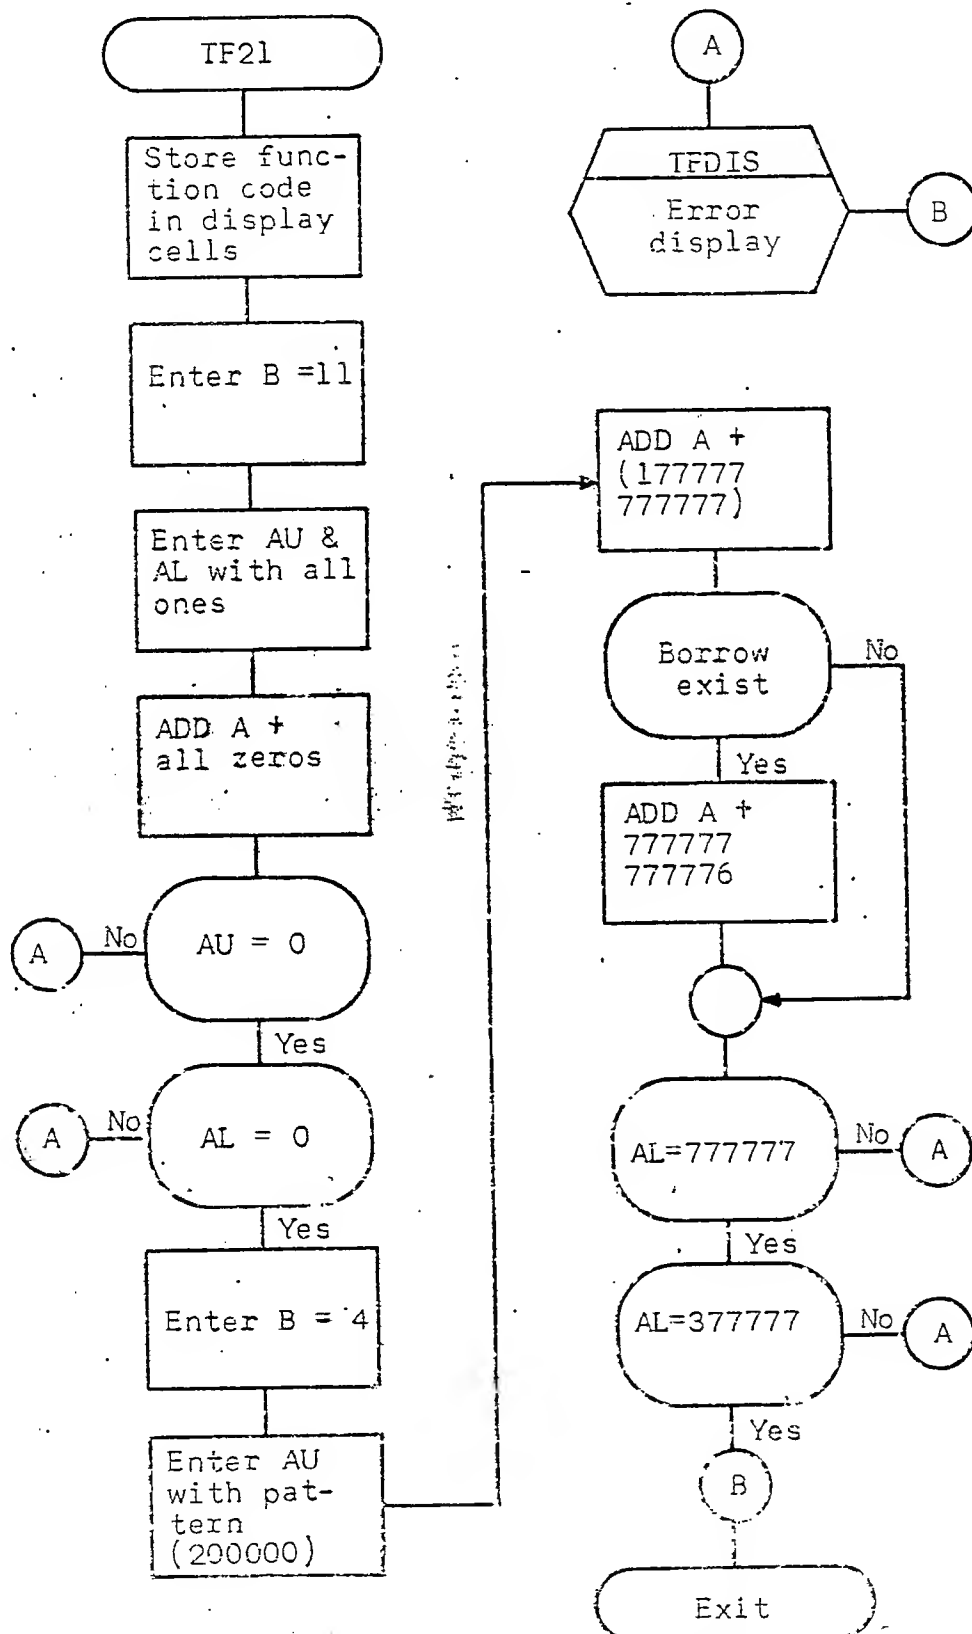 TF21
Store func-
tion code
in display
cells
Enter B =11
Enter AU &
AL with all
ones
ADD A +
all zeros
AU = 0
No
A
Yes
AL = 0
No
A
Yes
Enter B = 4
Enter AU
with pat-
tern
(200000)
A
TFDIS
Error
display
B
ADD A +
(177777
777777)
Borrow
exist
No
Yes
ADD A +
777777
777776
AL=777777
No
A
Yes
AL=377777
No
A
Yes
B
Exit